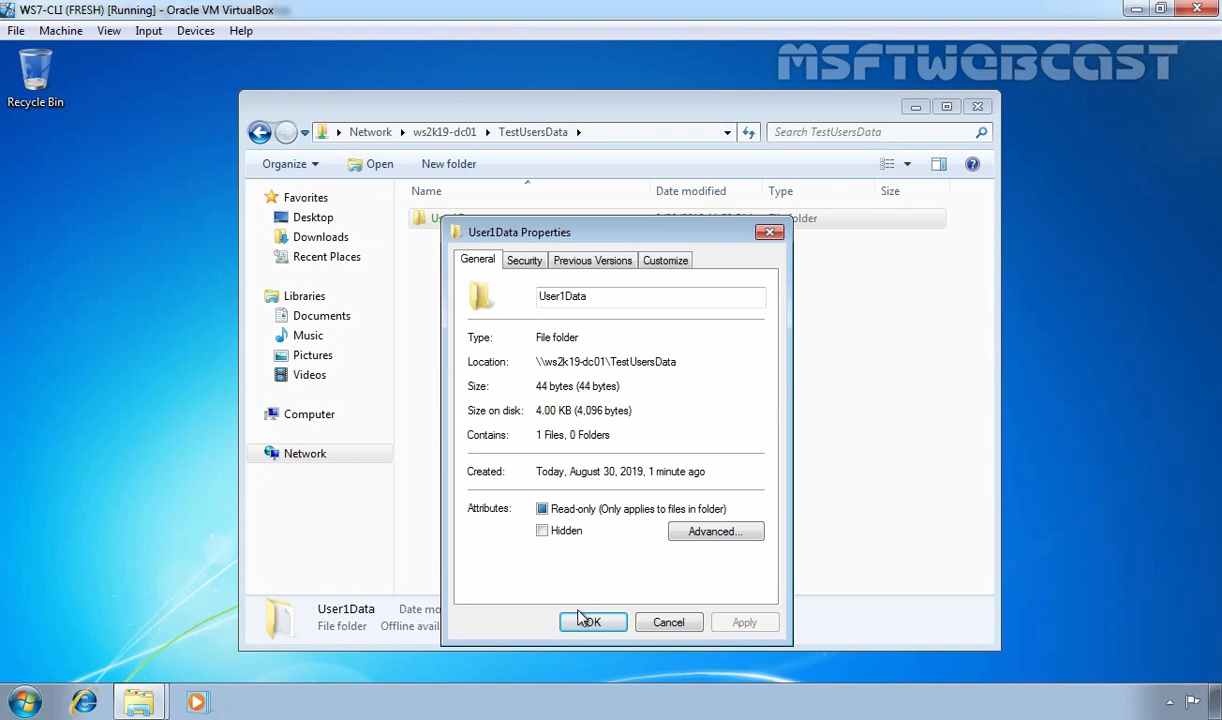 WS7-CLI (FRESH) [Running] - Oracle VM VirtualBox
File Machine View Input Devices Help
MSFTWEBCAST
Recycle Bin
Network ws2k19-dc01 TestUsersData
Search TestUsersData
Organize Open New folder
Name Date modified Type Size
Favorites
Desktop
Downloads
Recent Places
Libraries
Documents
Music
Pictures
Videos
Computer
Network
User1Data Properties
General Security Previous Versions Customize
User1Data
Type: File folder
Location: \\ws2k19-dc01\TestUsersData
Size: 44 bytes (44 bytes)
Size on disk: 4.00 KB (4,096 bytes)
Contains: 1 Files, 0 Folders
Created: Today, August 30, 2019, 1 minute ago
Attributes: Read-only (Only applies to files in folder)
Hidden
Advanced...
OK Cancel Apply
User1Data Date mo
File folder Offline avail